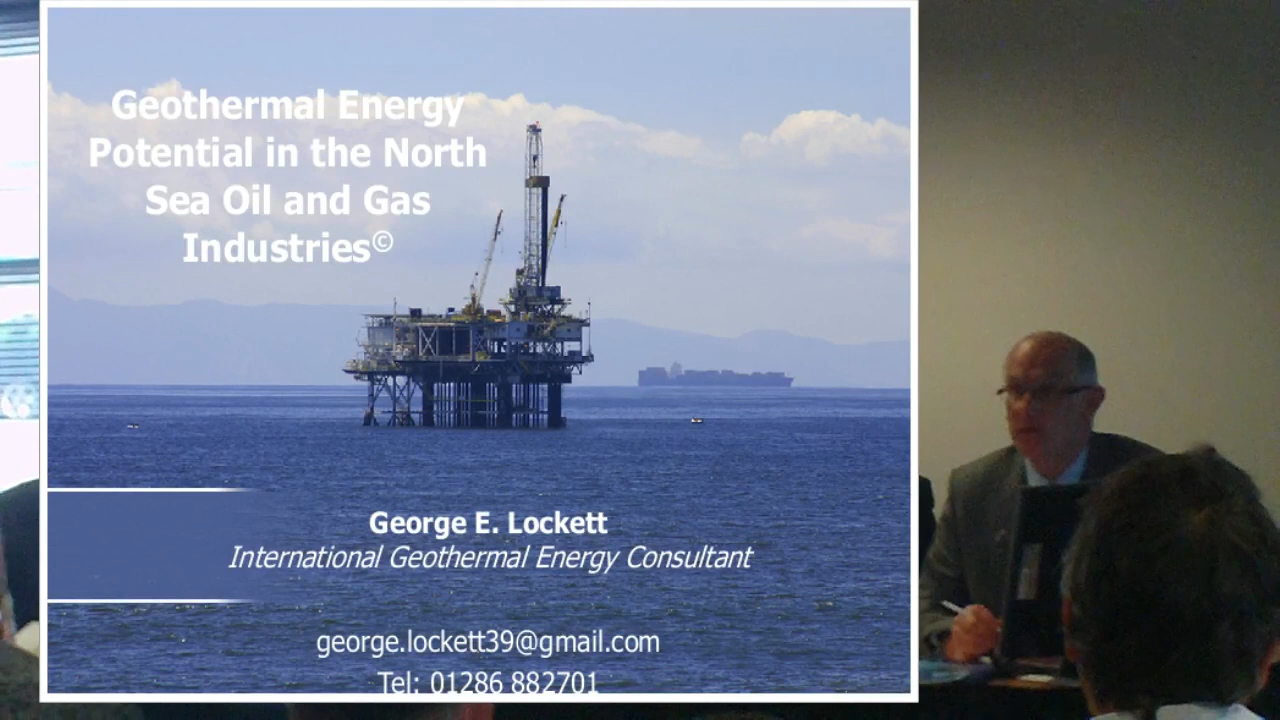 Geothermal Energy
Potential in the North
Sea Oil and Gas
Industries©
George E. Lockett
International Geothermal Energy Consultant
george.lockett39@gmail.com
Tel: 01286 882701